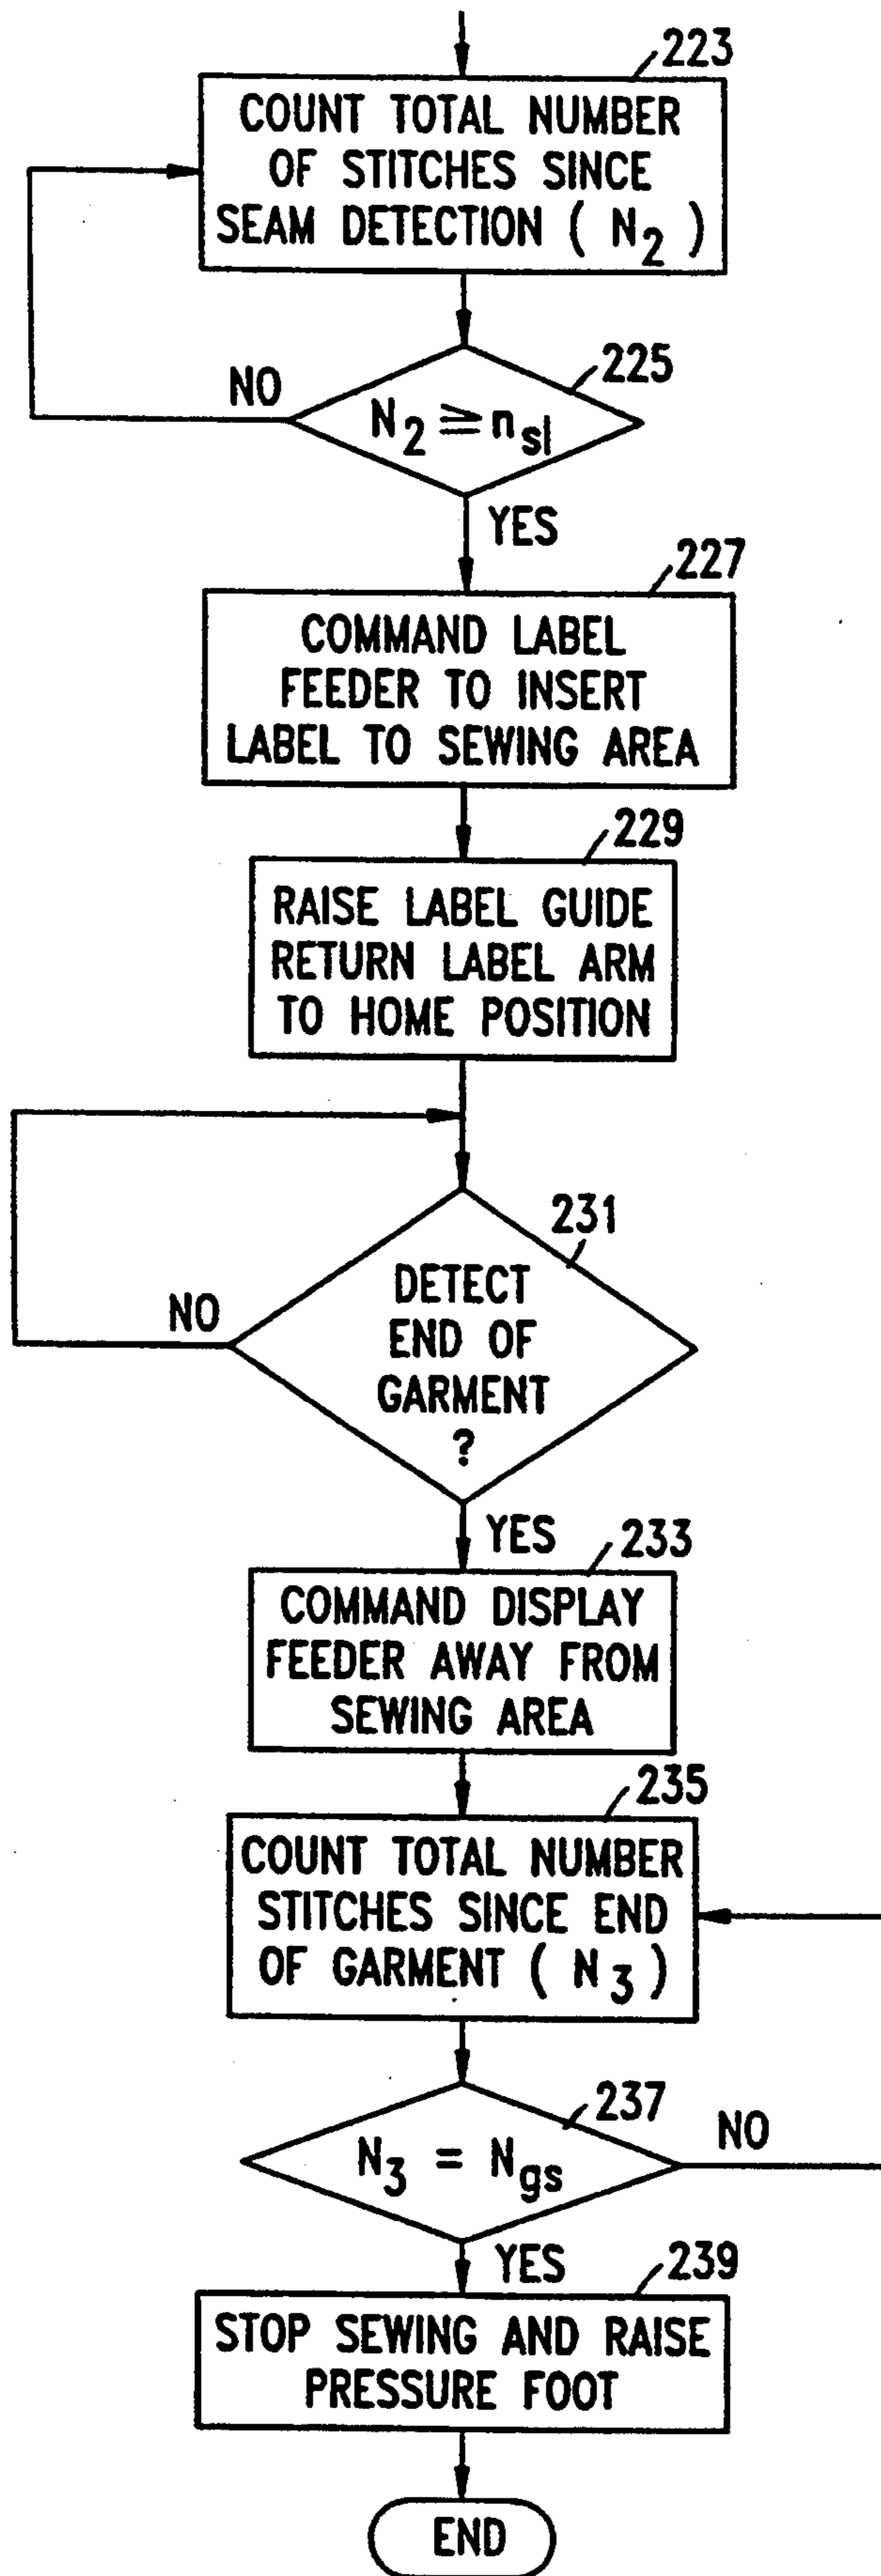 223
COUNT TOTAL NUMBER
OF STITCHES SINCE
SEAM DETECTION ( N2 )
225
NO
N2 ≧ nsl
YES
227
COMMAND LABEL
FEEDER TO INSERT
LABEL TO SEWING AREA
229
RAISE LABEL GUIDE
RETURN LABEL ARM
TO HOME POSITION
231
NO
DETECT
END OF
GARMENT
?
YES
233
COMMAND DISPLAY
FEEDER AWAY FROM
SEWING AREA
235
COUNT TOTAL NUMBER
STITCHES SINCE END
OF GARMENT ( N3 )
237
NO
N3 = Ngs
YES
239
STOP SEWING AND RAISE
PRESSURE FOOT
END